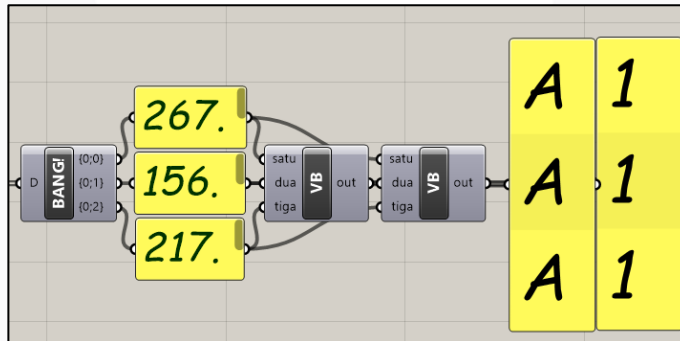 D BANG! {0;0}
{0;1}
{0;2}
267.
156.
217.
satu
dua
tiga
VB
out
satu
dua
tiga
VB
out
A 1
A 1
A 1